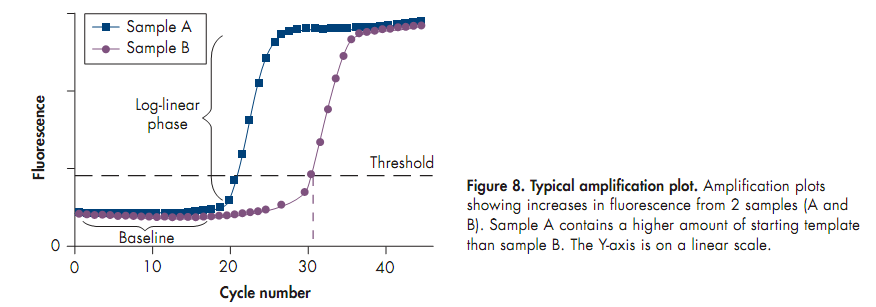 Sample A
Sample B
Log-linear
phase
Fluorescence
Threshold
Baseline
0
0
10
20
30
40
Cycle number
Figure 8. Typical amplification plot. Amplification plots
showing increases in fluorescence from 2 samples (A and
B). Sample A contains a higher amount of starting template
than sample B. The Y-axis is on a linear scale.